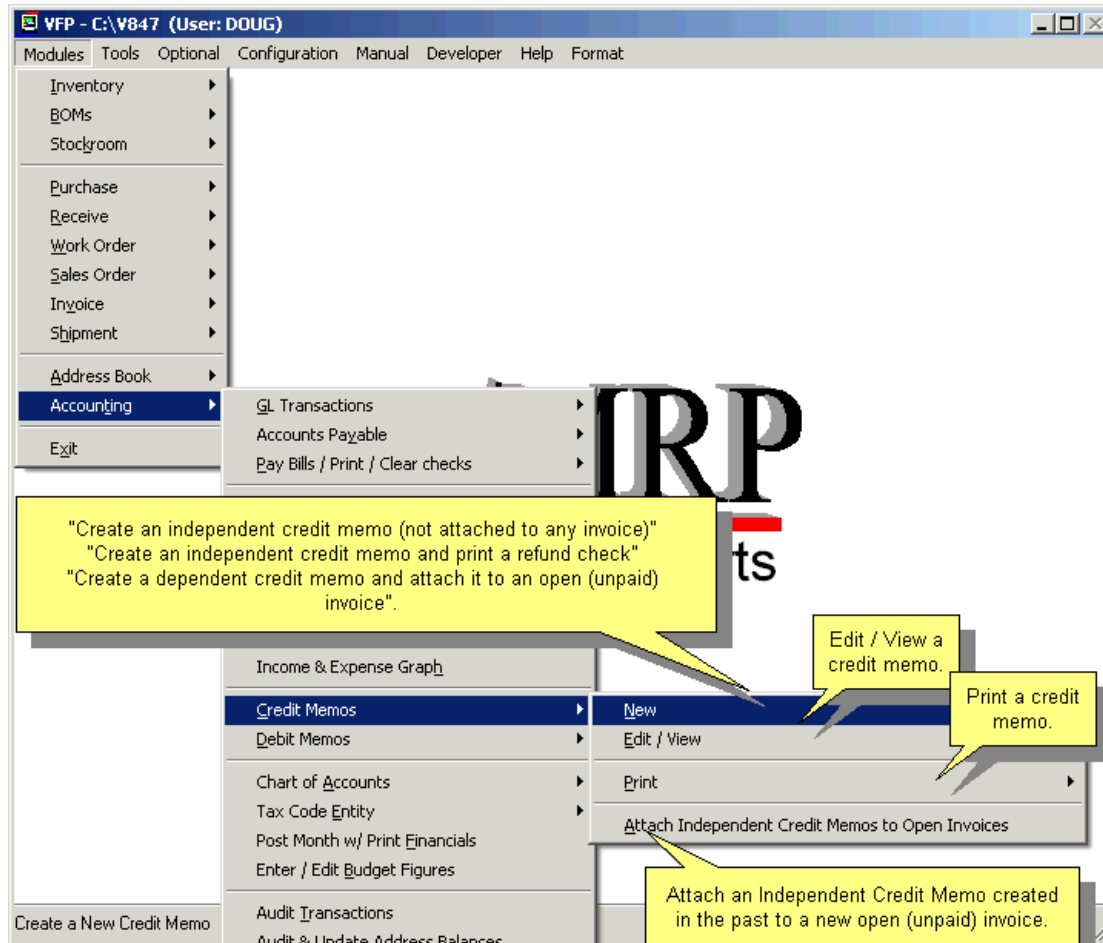 VFP - C:\V847 (User: DOUG)
Modules Tools Optional Configuration Manual Developer Help Format
Inventory
BOMs
Stockroom
Purchase
Receive
Work Order
Sales Order
Invoice
Shipment
Address Book
Accounting
Exit
GL Transactions
Accounts Payable
Pay Bills / Print / Clear checks
MRP
ts
"Create an independent credit memo (not attached to any invoice)"
"Create an independent credit memo and print a refund check"
"Create a dependent credit memo and attach it to an open (unpaid)
invoice".
Income & Expense Graph
Credit Memos
Debit Memos
Chart of Accounts
Tax Code Entity
Post Month w/ Print Financials
Enter / Edit Budget Figures
Audit Transactions
Audit & Update Address Balances
Edit / View a
credit memo.
Print a credit
memo.
New
Edit / View
Print
Attach Independent Credit Memos to Open Invoices
Attach an Independent Credit Memo created
in the past to a new open (unpaid) invoice.
Create a New Credit Memo